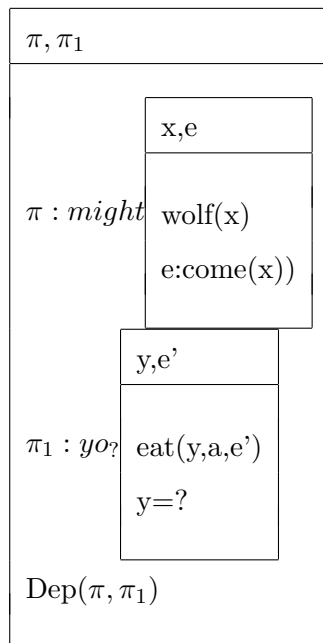 π, π₁
x,e
π : might wolf(x)
e:come(x))
y,e'
π₁ : yo? eat(y,a,e')
y=?
Dep(π, π₁)